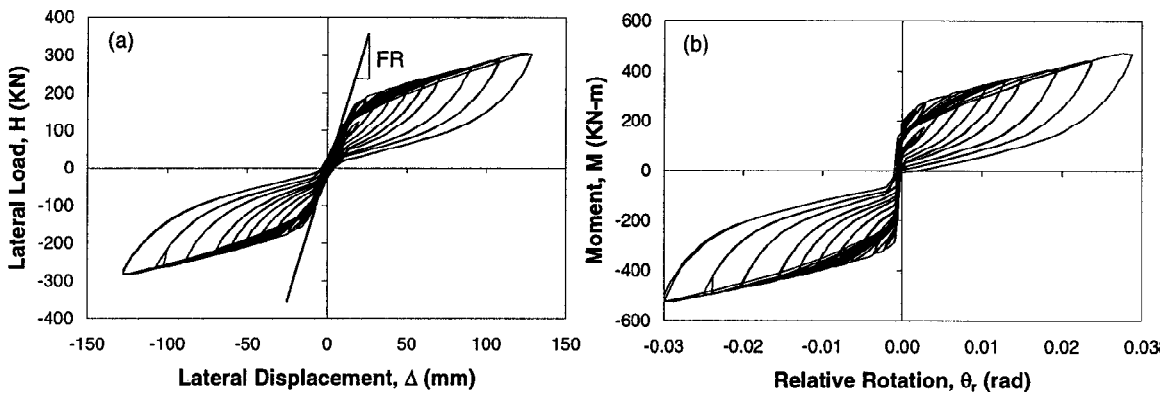 (a)
FR
Lateral Load, H (KN)
400
300
200
100
0
-100
-200
-300
-400
-150 -100 -50 0 50 100 150
Lateral Displacement, Δ (mm)
(b)
Moment, M (KN-m)
600
400
200
0
-200
-400
-600
-0.03 -0.02 -0.01 0.00 0.01 0.02 0.03
Relative Rotation, θr (rad)